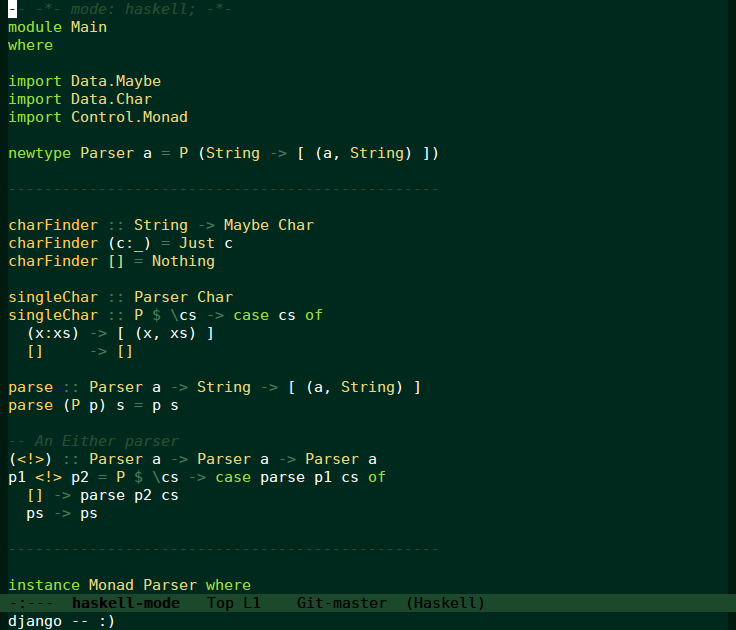 -- -*- mode: haskell; -*-
module Main
where
import Data.Maybe
import Data.Char
import Control.Monad
newtype Parser a = P (String -> [ (a, String) ])
------------------------------------------------
charFinder :: String -> Maybe Char
charFinder (c:_) = Just c
charFinder [] = Nothing
singleChar :: Parser Char
singleChar :: P $ \cs -> case cs of
  (x:xs) -> [ (x, xs) ]
  []     -> []
parse :: Parser a -> String -> [ (a, String) ]
parse (P p) s = p s
-- An Either parser
(<!>) :: Parser a -> Parser a -> Parser a
p1 <!> p2 = P $ \cs -> case parse p1 cs of
  [] -> parse p2 cs
  ps -> ps
------------------------------------------------
instance Monad Parser where
-:---  haskell-mode   Top L1    Git-master  (Haskell)
django -- :)